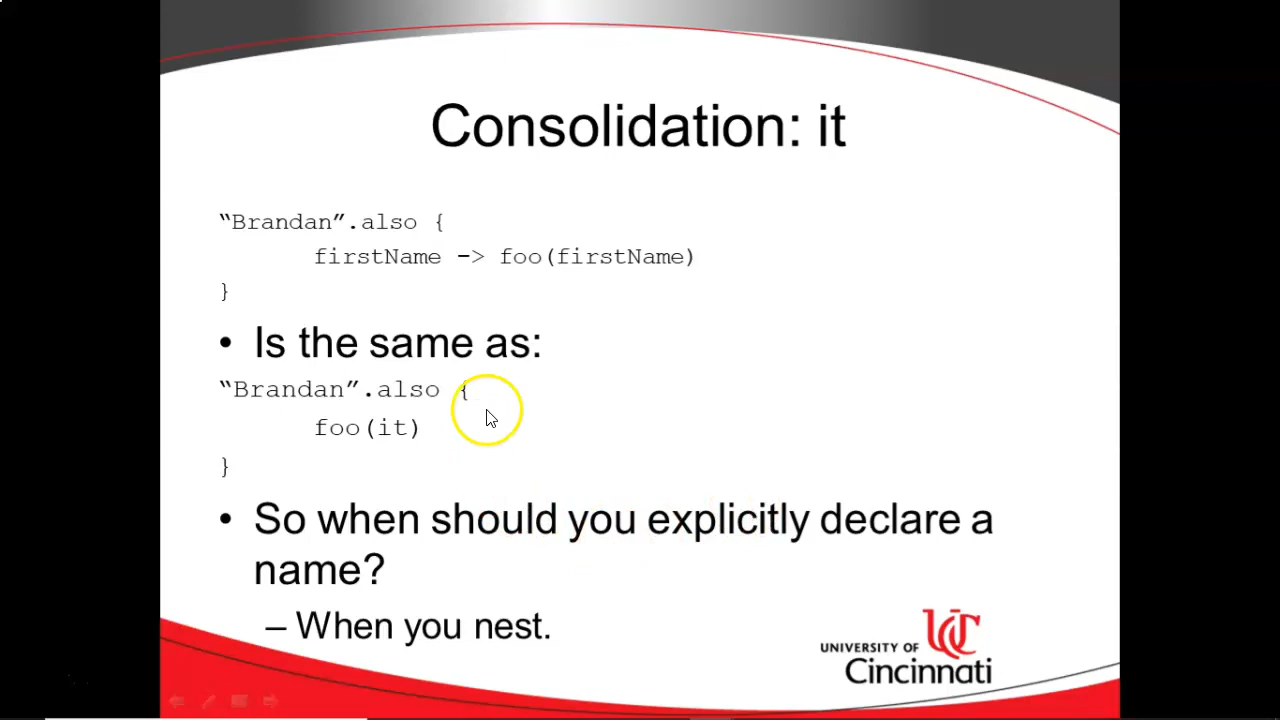 Consolidation: it
“Brandan”.also {
firstName -> foo(firstName)
}
• Is the same as:
“Brandan”.also {
foo(it)
}
• So when should you explicitly declare a
name?
– When you nest.
UC
UNIVERSITY OF
Cincinnati